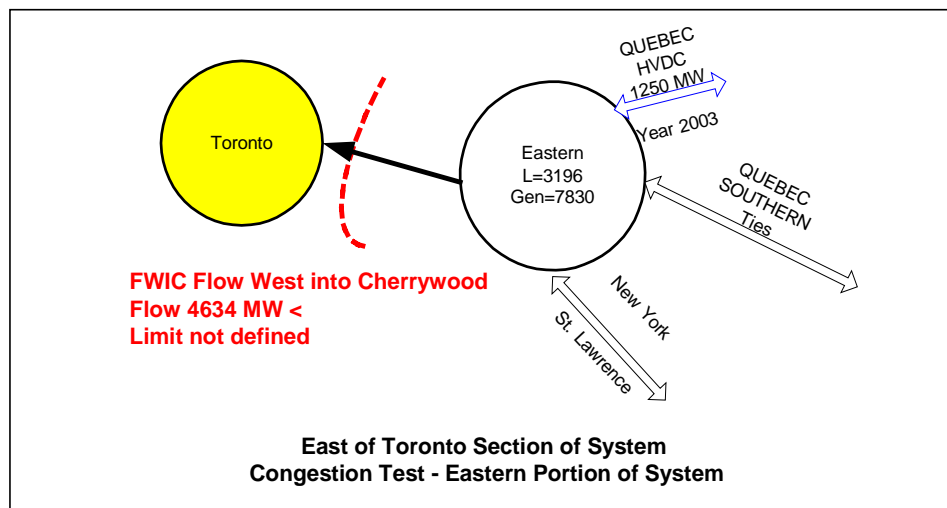 QUEBEC
HVDC
1250 MW
Year 2003
Toronto
Eastern
L=3196
Gen=7830
QUEBEC
SOUTHERN
Ties
New York
St. Lawrence
FWIC Flow West into Cherrywood
Flow 4634 MW <
Limit not defined
East of Toronto Section of System
Congestion Test - Eastern Portion of System